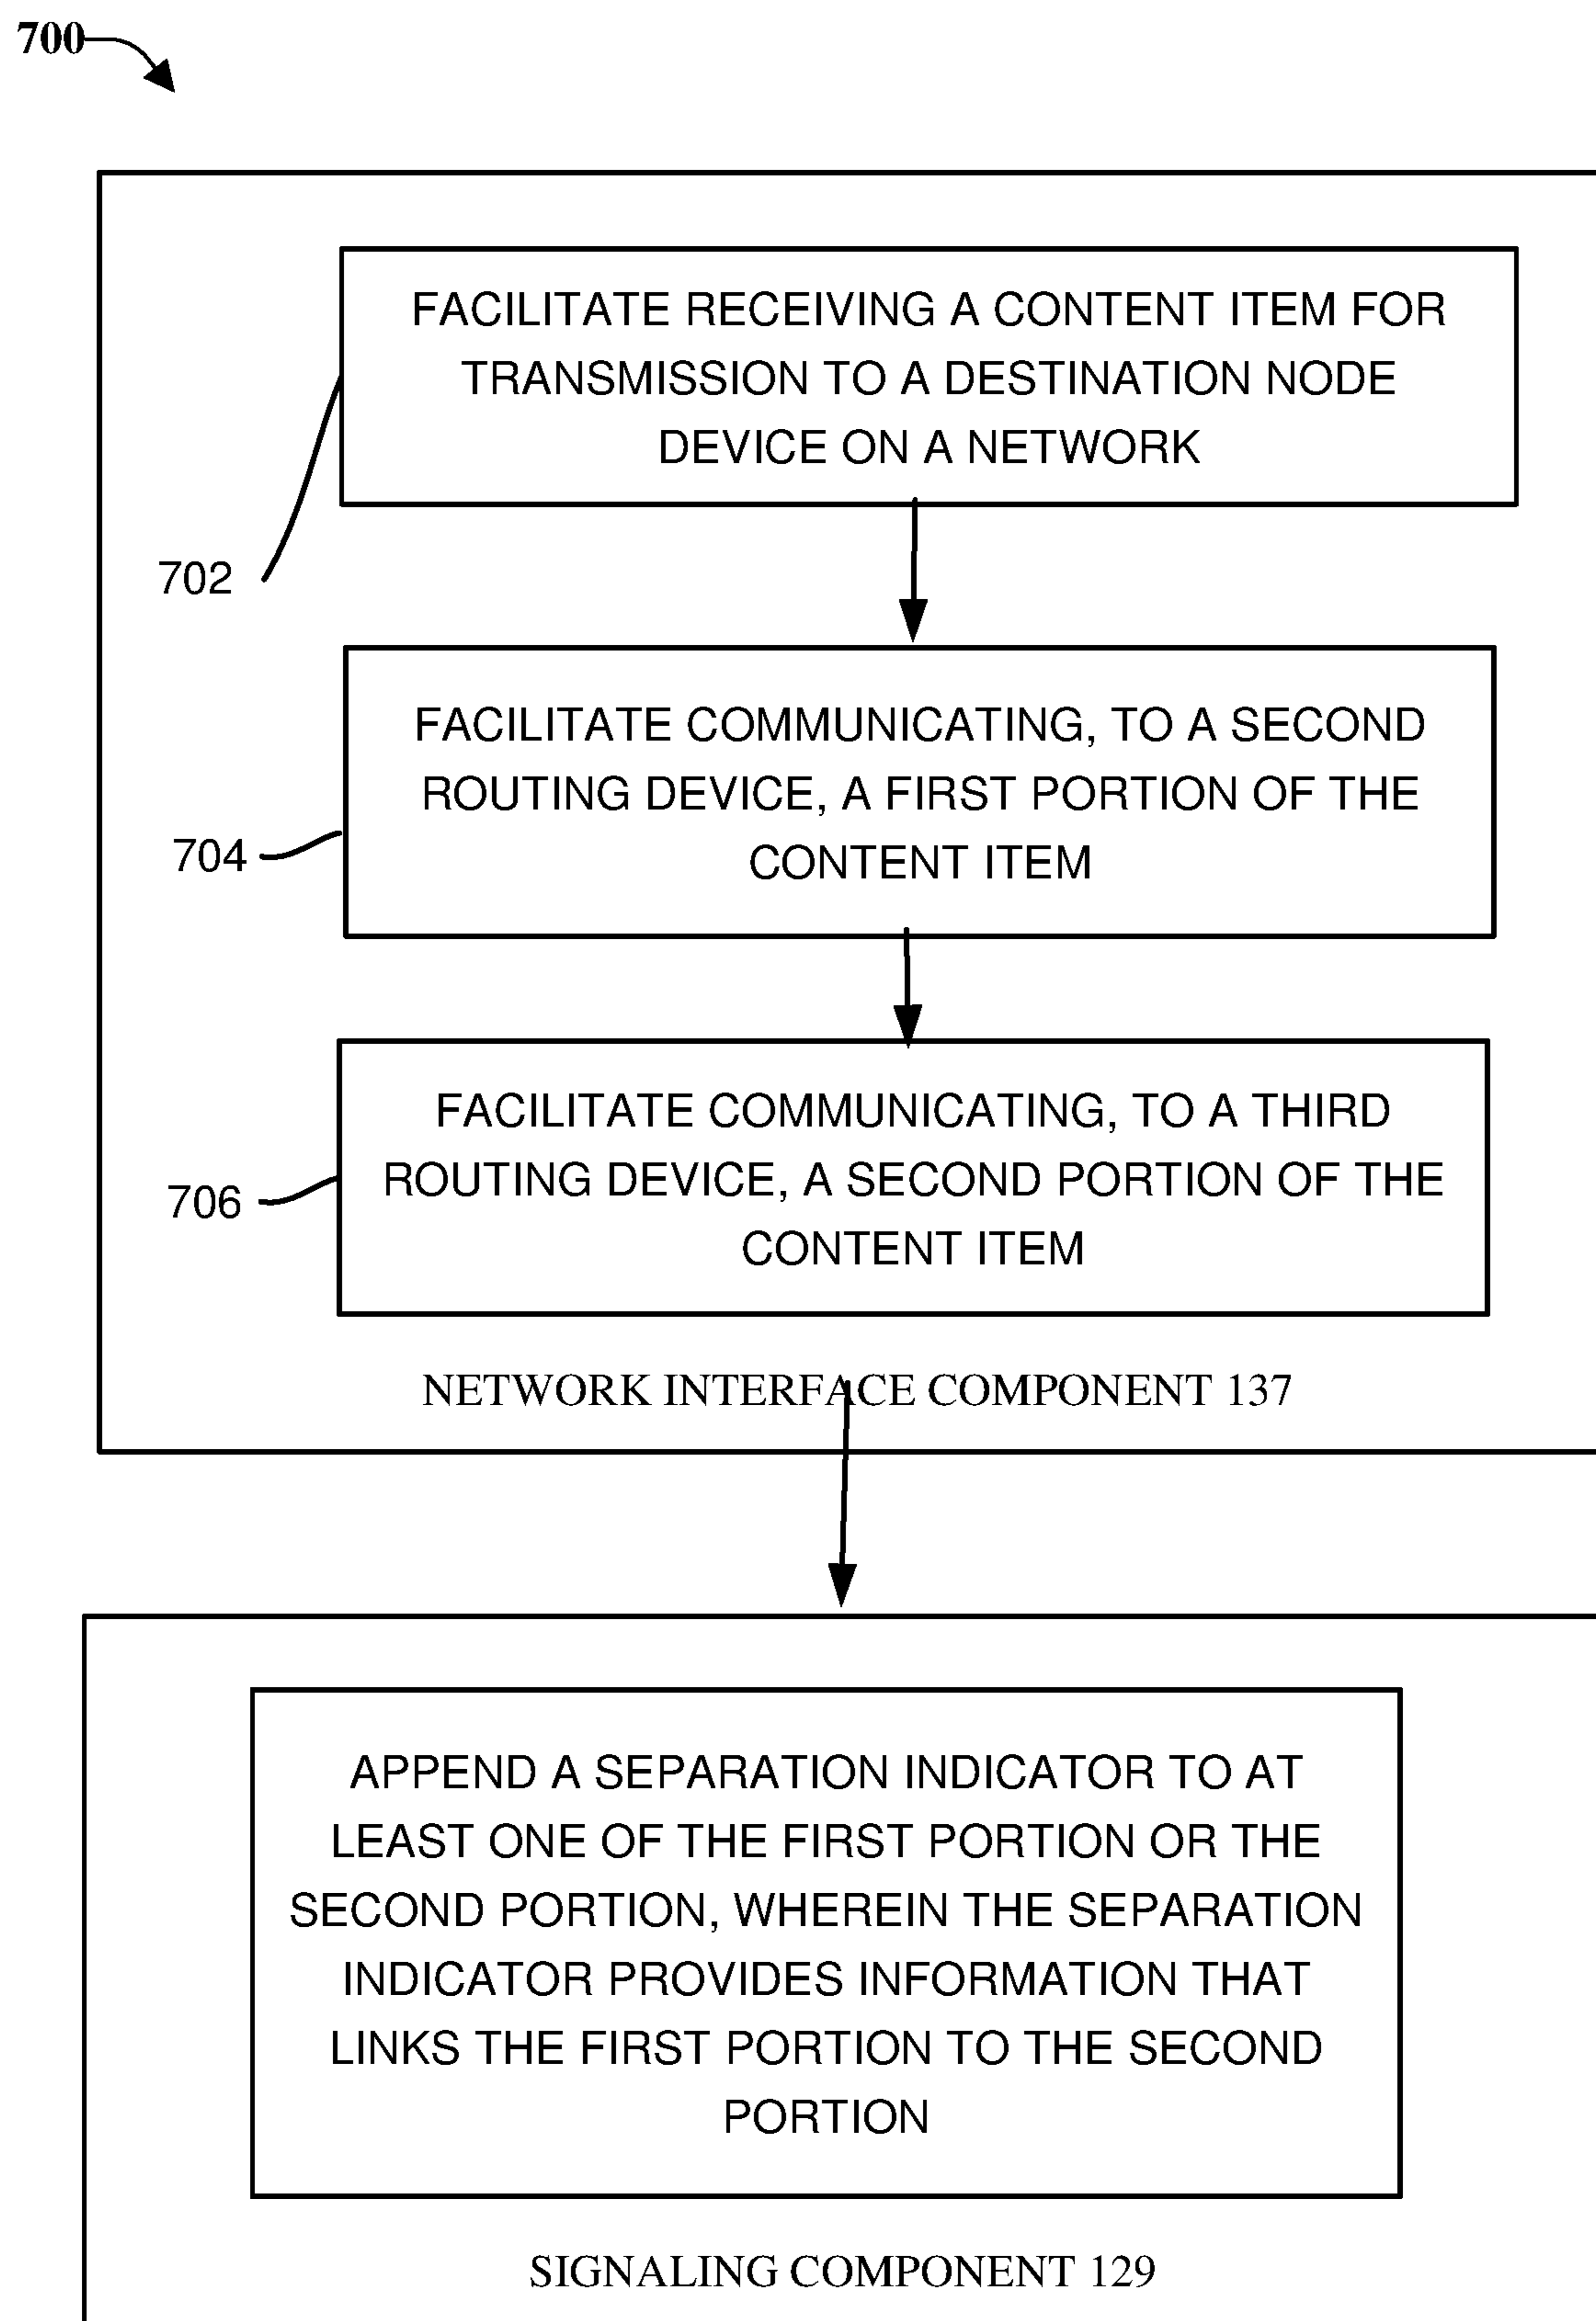 700
FACILITATE RECEIVING A CONTENT ITEM FOR
TRANSMISSION TO A DESTINATION NODE
DEVICE ON A NETWORK
702
FACILITATE COMMUNICATING, TO A SECOND
ROUTING DEVICE, A FIRST PORTION OF THE
CONTENT ITEM
704
FACILITATE COMMUNICATING, TO A THIRD
ROUTING DEVICE, A SECOND PORTION OF THE
CONTENT ITEM
706
NETWORK INTERFACE COMPONENT 137
APPEND A SEPARATION INDICATOR TO AT
LEAST ONE OF THE FIRST PORTION OR THE
SECOND PORTION, WHEREIN THE SEPARATION
INDICATOR PROVIDES INFORMATION THAT
LINKS THE FIRST PORTION TO THE SECOND
PORTION
SIGNALING COMPONENT 129